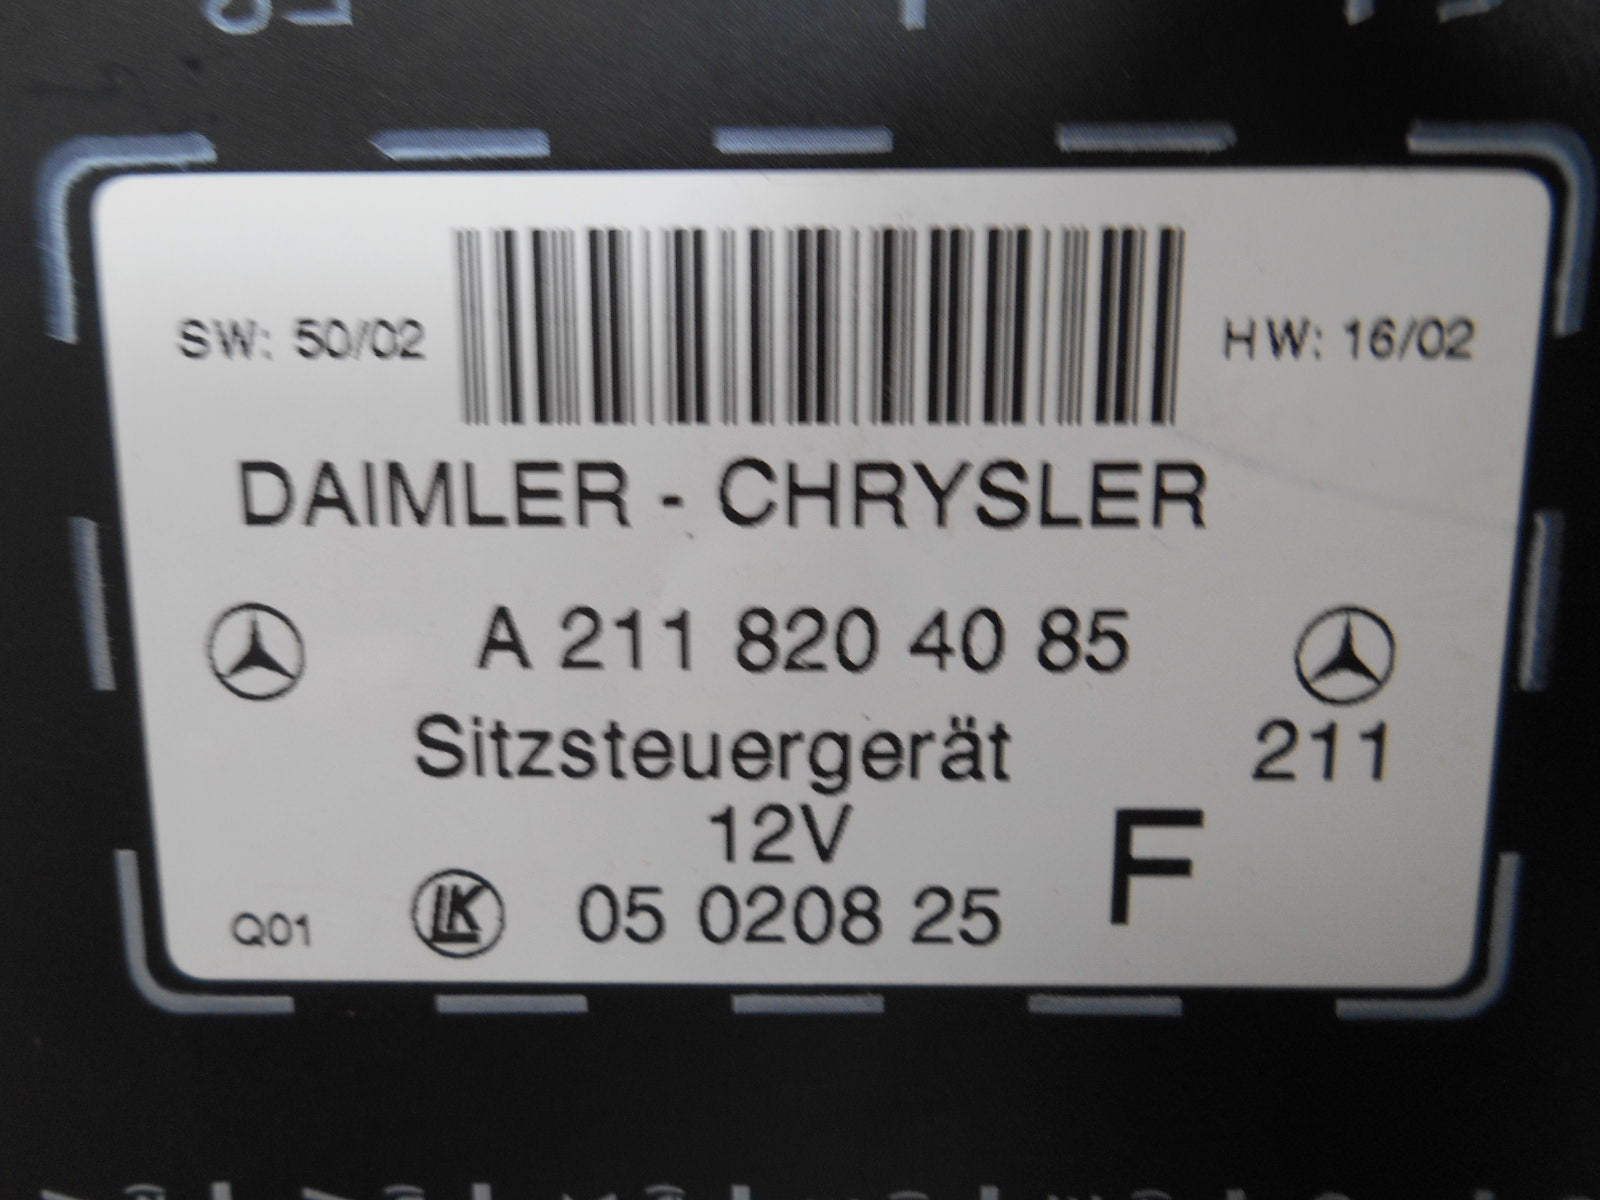 SW: 50/02
HW: 16/02
DAIMLER - CHRYSLER
A 211 820 40 85
Sitzsteuergerät
211
12V
F
Q01
LK
05 0208 25